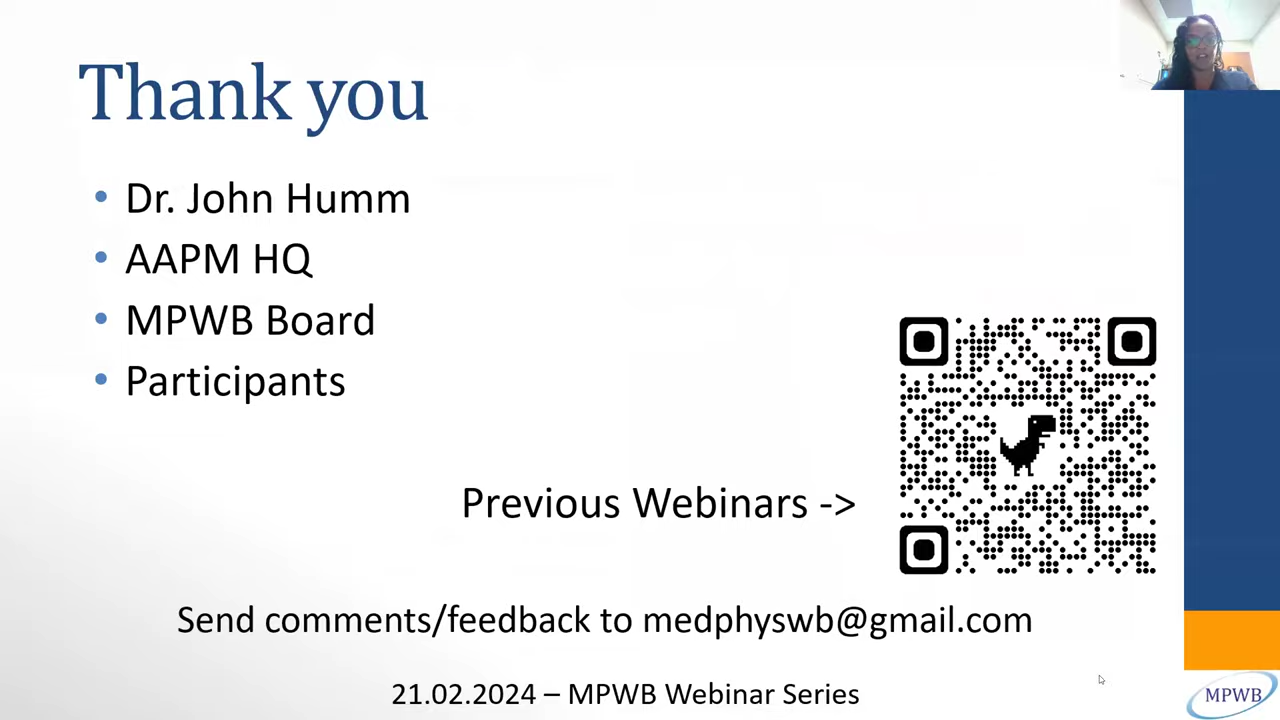 Thank you
• Dr. John Humm
• AAPM HQ
• MPWB Board
• Participants
Previous Webinars ->
Send comments/feedback to medphyswb@gmail.com
21.02.2024 – MPWB Webinar Series
MPWB